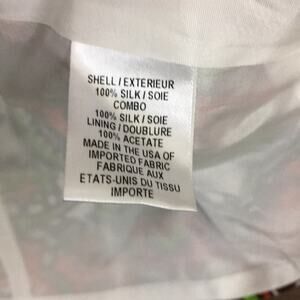 SHELL / EXTERIEUR
100% SILK / SOIE
COMBO
100% SILK / SOIE
LINING / DOUBLURE
100% ACETATE
MADE IN THE USA OF
IMPORTED FABRIC
FABRIQUE AUX
ETATS-UNIS DU TISSU
IMPORTE